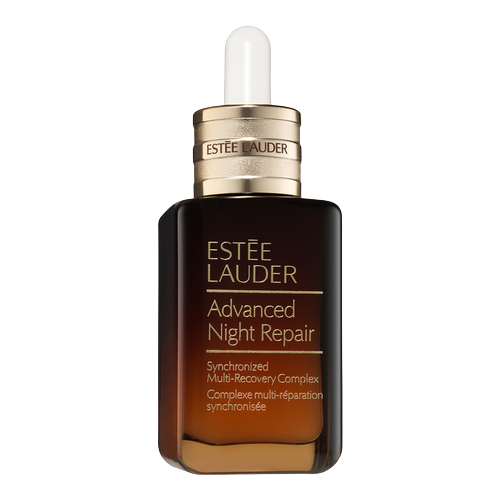 ESTĒE LAUDER
ESTĒE
LAUDER
Advanced
Night Repair
Synchronized
Multi-Recovery Complex
Complexe multi-réparation
synchronisée